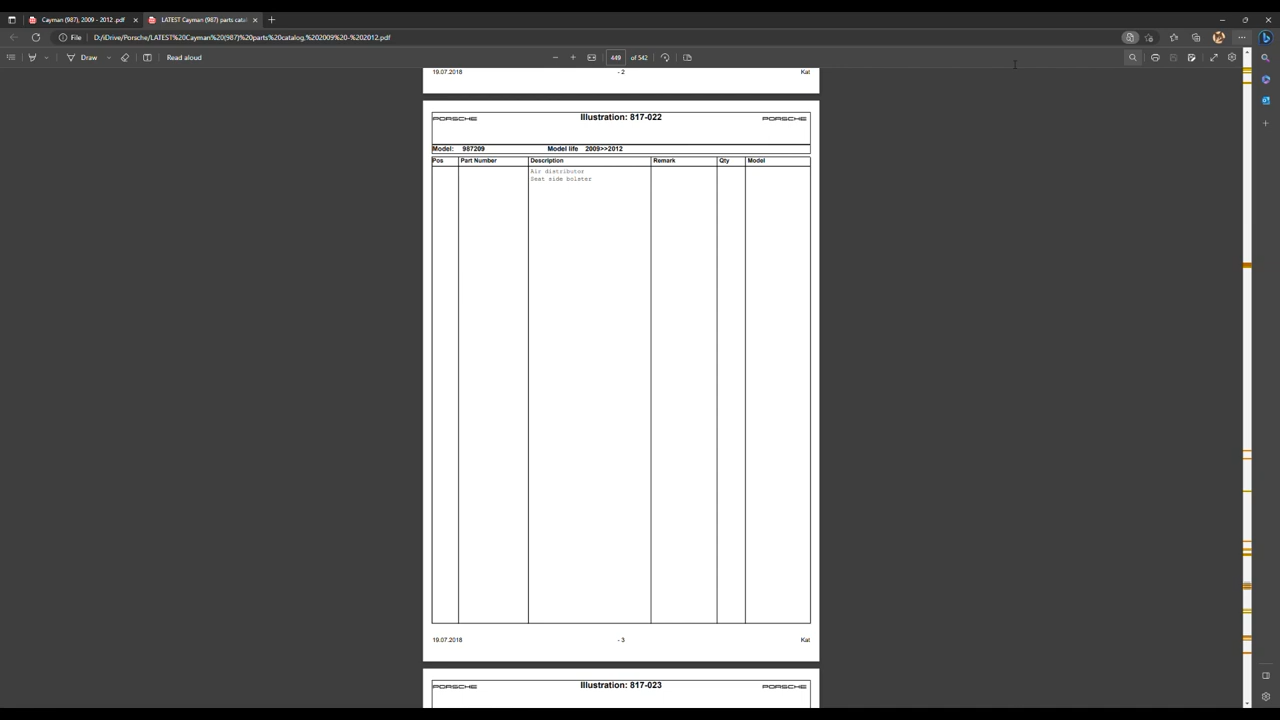 Cayman (987), 2009 - 2012 .pdf
LATEST Cayman (987) parts catal
File D:/iDrive/Porsche/LATEST%20Cayman%20(987)%20parts%20catalog,%202009%20-%202012.pdf
Draw
Read aloud
449 of 542
19.07.2018 - 2 Kat
PORSCHE Illustration: 817-022 PORSCHE
Model: 987209 Model life 2009>>2012
Pos Part Number Description Remark Qty Model
Air distributor
Seat side bolster
19.07.2018 - 3 Kat
PORSCHE Illustration: 817-023 PORSCHE